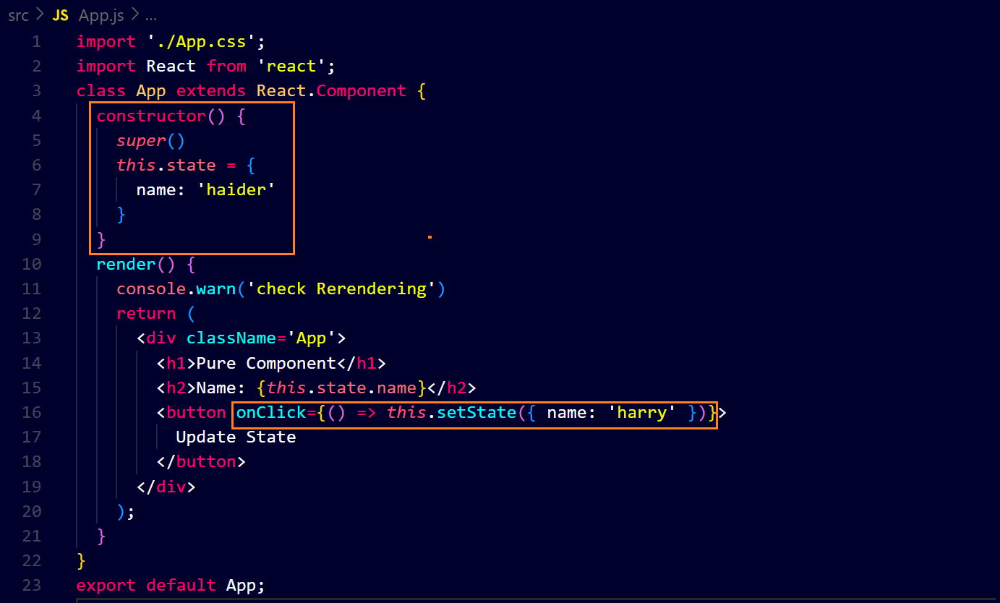 src > JS App.js > ...
1 import './App.css';
2 import React from 'react';
3 class App extends React.Component {
4 constructor() {
5 super()
6 this.state = {
7 name: 'haider'
8 }
9 }
10 render() {
11 console.warn('check Rerendering')
12 return (
13 <div className='App'>
14 <h1>Pure Component</h1>
15 <h2>Name: {this.state.name}</h2>
16 <button onClick={() => this.setState({ name: 'harry' })}>
17 Update State
18 </button>
19 </div>
20 );
21 }
22 }
23 export default App;